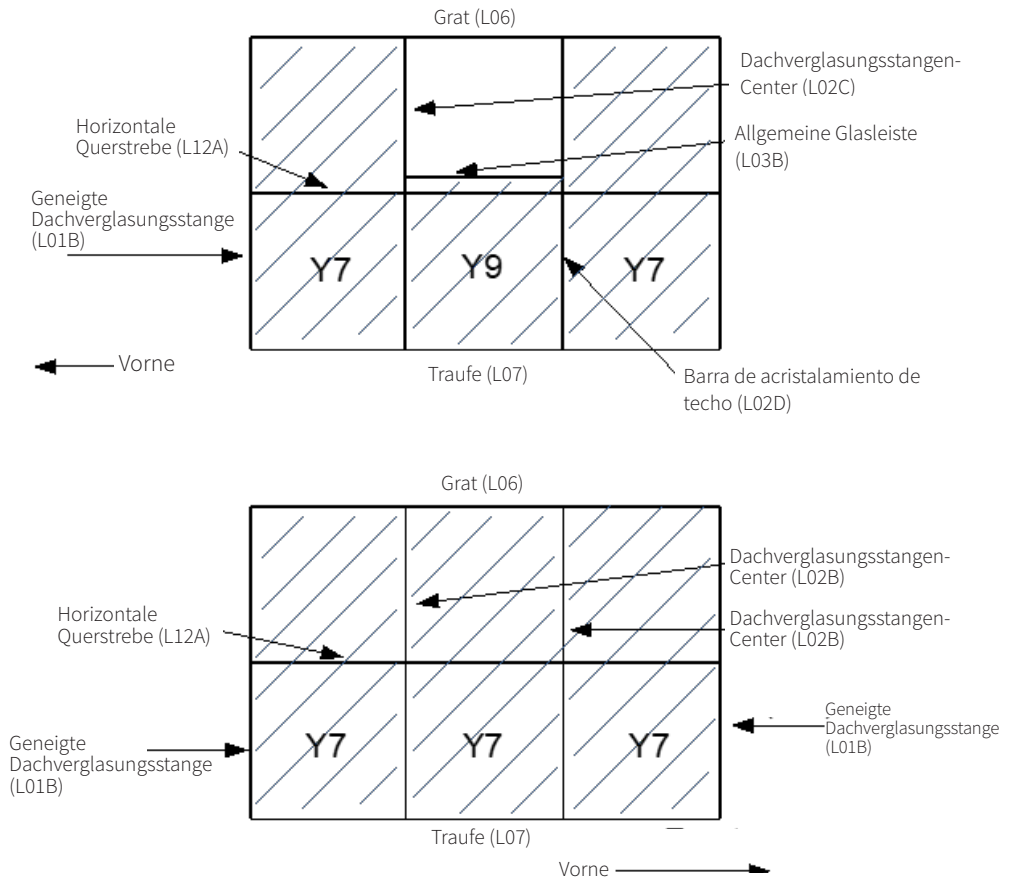 Grat (L06)
Dachverglasungsstangen-
Center (L02C)
Horizontale
Querstrebe (L12A)
Allgemeine Glasleiste
(L03B)
Geneigte
Dachverglasungsstange
(L01B)
Y7
Y9
Y7
Vorne
Traufe (L07)
Barra de acristalamiento de
techo (L02D)
Grat (L06)
Dachverglasungsstangen-
Center (L02B)
Horizontale
Querstrebe (L12A)
Dachverglasungsstangen-
Center (L02B)
Geneigte
Dachverglasungsstange
(L01B)
Y7
Y7
Y7
Geneigte
Dachverglasungsstange
(L01B)
Traufe (L07)
Vorne